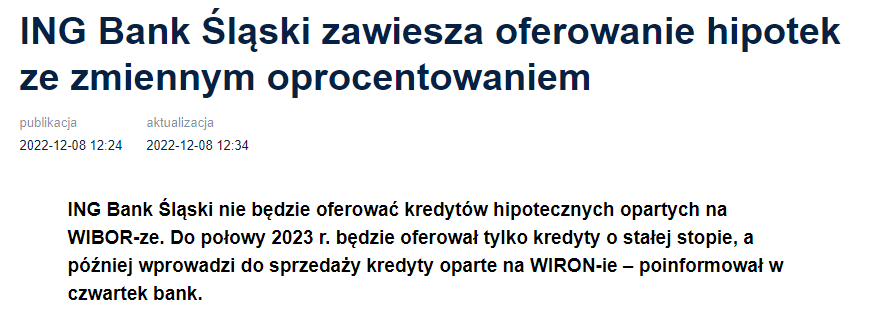 ING Bank Śląski zawiesza oferowanie hipotek
ze zmiennym oprocentowaniem
publikacja aktualizacja
2022-12-08 12:24 2022-12-08 12:34
ING Bank Śląski nie będzie oferować kredytów hipotecznych opartych na
WIBOR-ze. Do połowy 2023 r. będzie oferował tylko kredyty o stałej stopie, a
później wprowadzi do sprzedaży kredyty oparte na WIRON-ie – poinformował w
czwartek bank.